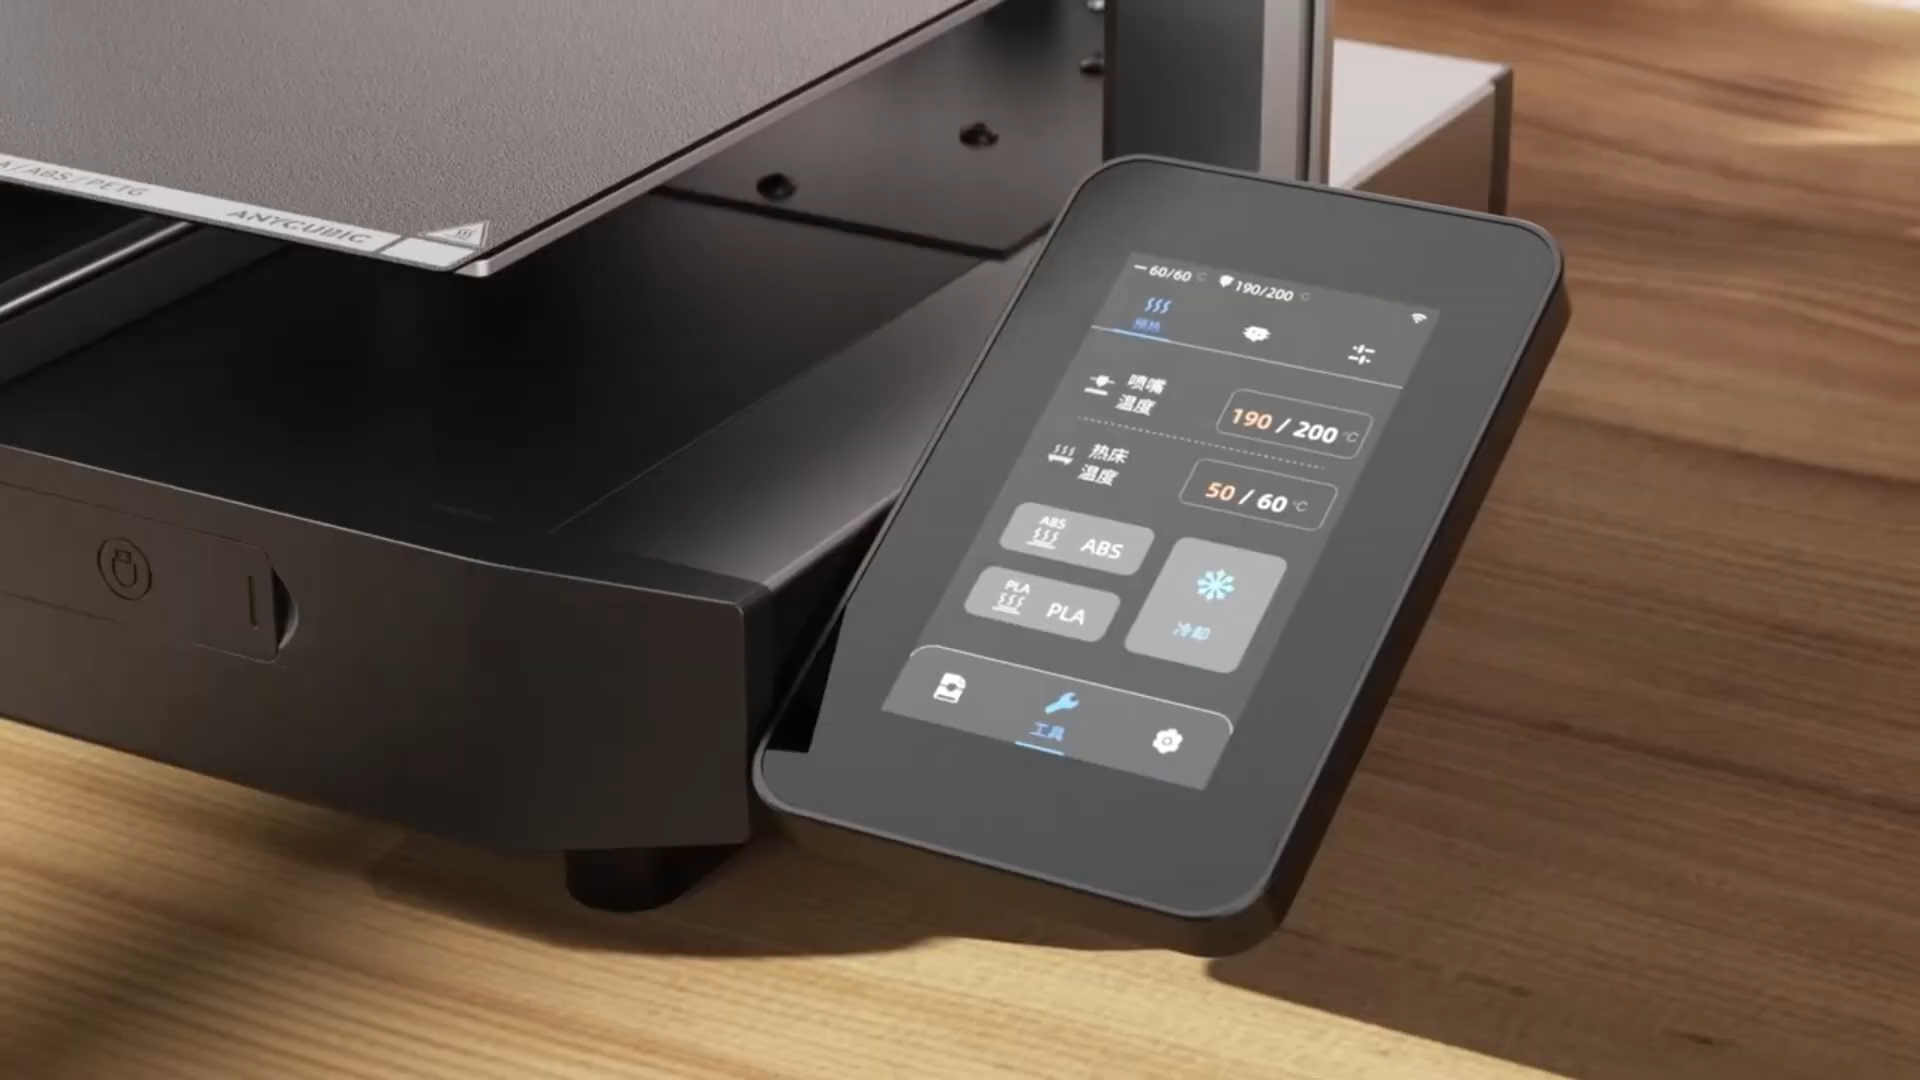 /ABS/PETG
ANYCUBIC
60/60 °C 190/200 °C
预热
喷嘴
温度
190 / 200 °C
热床
温度
50 / 60 °C
ABS
ABS
PLA
PLA
冷却
工具